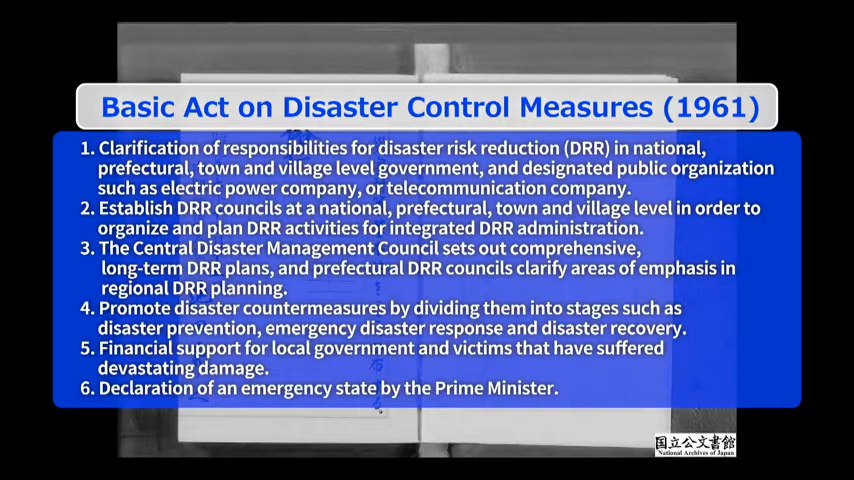 Basic Act on Disaster Control Measures (1961)
1. Clarification of responsibilities for disaster risk reduction (DRR) in national,
prefectural, town and village level government, and designated public organization
such as electric power company, or telecommunication company.
2. Establish DRR councils at a national, prefectural, town and village level in order to
organize and plan DRR activities for integrated DRR administration.
3. The Central Disaster Management Council sets out comprehensive,
long-term DRR plans, and prefectural DRR councils clarify areas of emphasis in
regional DRR planning.
4. Promote disaster countermeasures by dividing them into stages such as
disaster prevention, emergency disaster response and disaster recovery.
5. Financial support for local government and victims that have suffered
devastating damage.
6. Declaration of an emergency state by the Prime Minister.
国立公文書館
National Archives of Japan